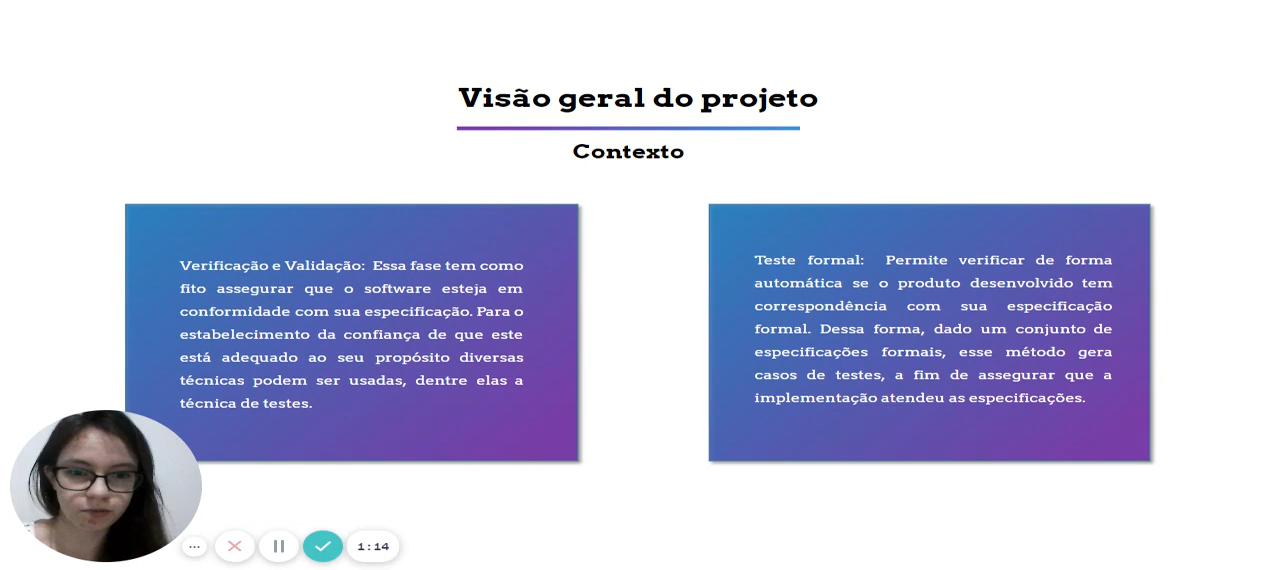 Visão geral do projeto
Contexto
Verificação e Validação: Essa fase tem como
fito assegurar que o software esteja em
conformidade com sua especificação. Para o
estabelecimento da confiança de que este
está adequado ao seu propósito diversas
técnicas podem ser usadas, dentre elas a
técnica de testes.
Teste formal: Permite verificar de forma
automática se o produto desenvolvido tem
correspondência com sua especificação
formal. Dessa forma, dado um conjunto de
especificações formais, esse método gera
casos de testes, a fim de assegurar que a
implementação atendeu as especificações.
1:14